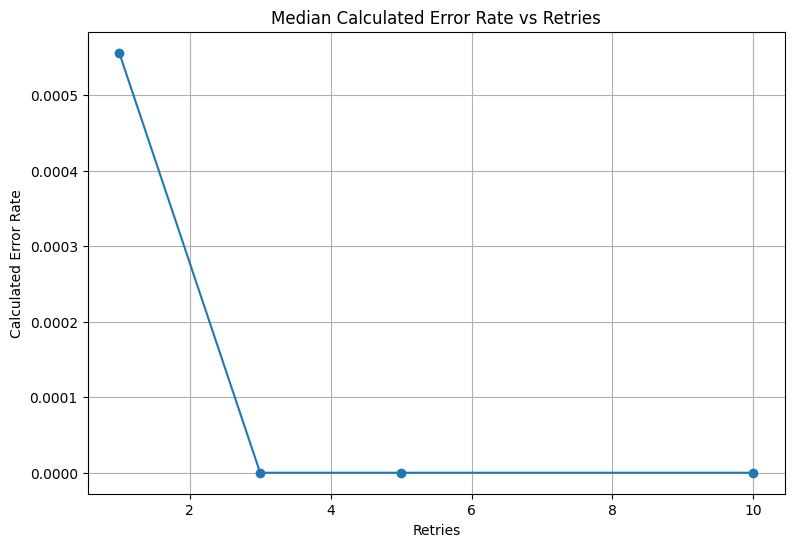 Median Calculated Error Rate vs Retries
Calculated Error Rate
0.0005
0.0004
0.0003
0.0002
0.0001
0.0000
2 4 6 8 10
Retries